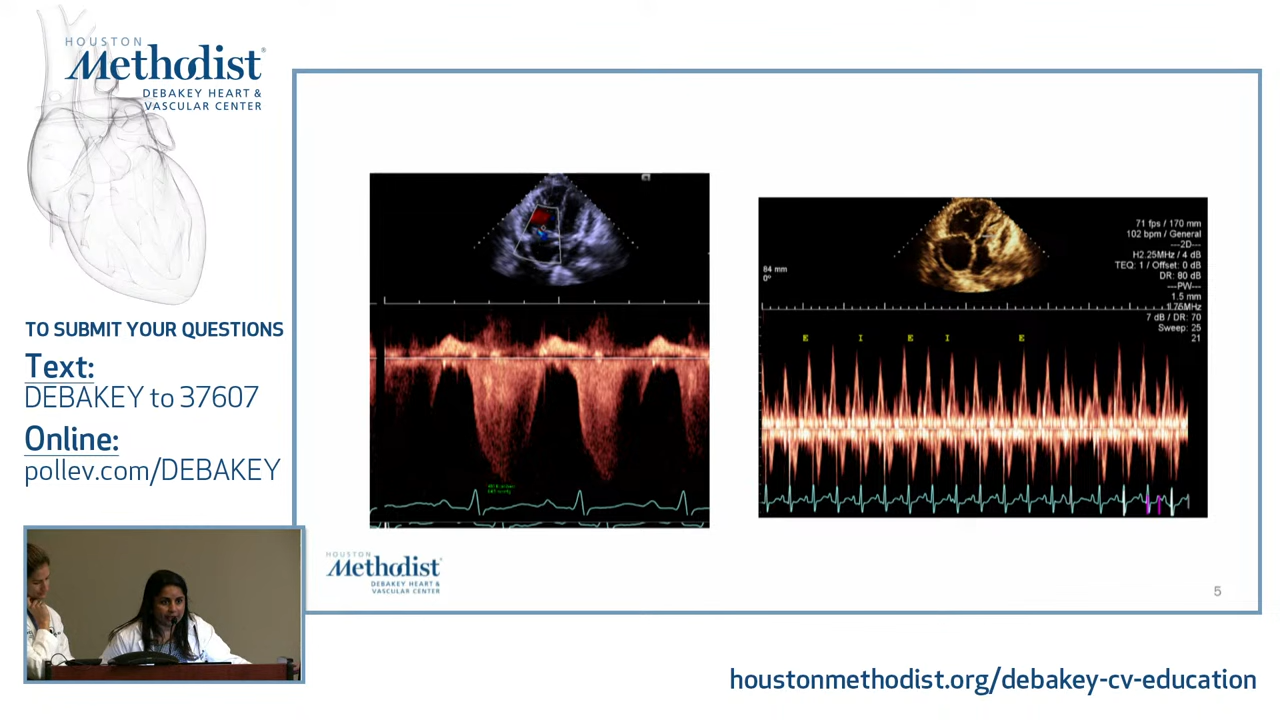 HOUSTON
Methodist®
DEBAKEY HEART &
VASCULAR CENTER
TO SUBMIT YOUR QUESTIONS
Text:
DEBAKEY to 37607
Online:
pollev.com/DEBAKEY
71 fps / 170 mm
102 bpm / General
---2D---
H2.25MHz / 4 dB
TEQ: 1 / Offset: 0 dB
DR: 80 dB
---PW---
1.5 mm
1.75MHz
7 dB / DR: 70
Sweep: 25
21
84 mm
0°
E I E I E
HOUSTON
Methodist
DEBAKEY HEART &
VASCULAR CENTER
5
houstonmethodist.org/debakey-cv-education